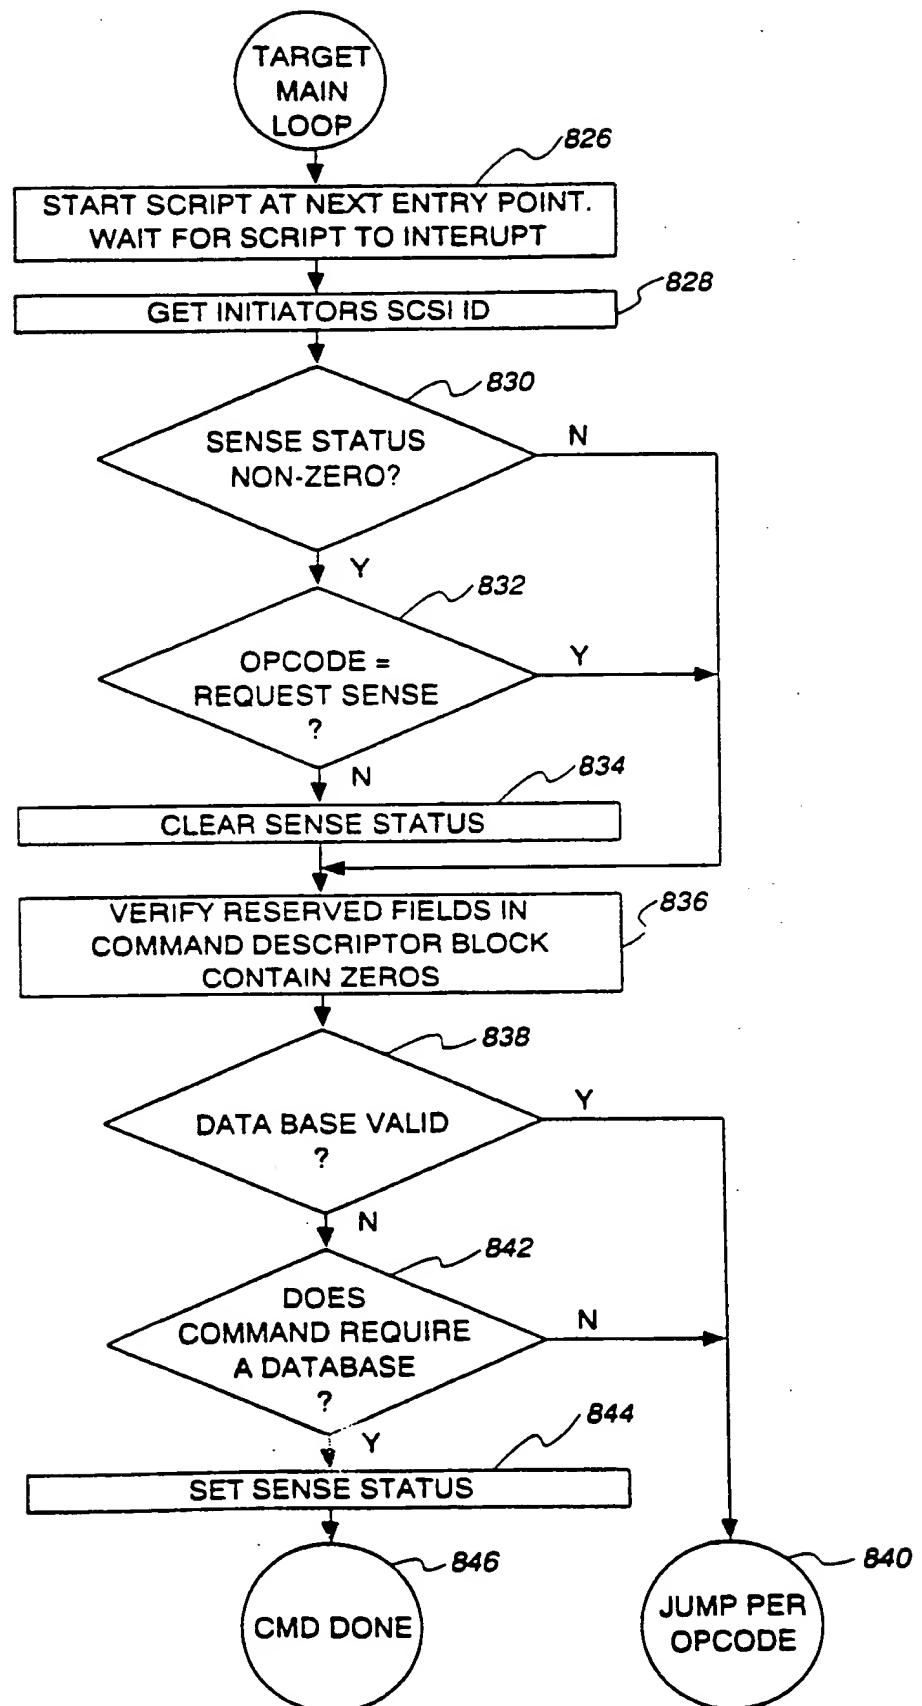 TARGET
MAIN
LOOP
826
START SCRIPT AT NEXT ENTRY POINT.
WAIT FOR SCRIPT TO INTERUPT
828
GET INITIATORS SCSI ID
830
SENSE STATUS
NON-ZERO?
N
Y
832
OPCODE =
REQUEST SENSE
?
Y
N
834
CLEAR SENSE STATUS
836
VERIFY RESERVED FIELDS IN
COMMAND DESCRIPTOR BLOCK
CONTAIN ZEROS
838
DATA BASE VALID
?
Y
N
842
DOES
COMMAND REQUIRE
A DATABASE
?
N
Y
844
SET SENSE STATUS
846
CMD DONE
840
JUMP PER
OPCODE